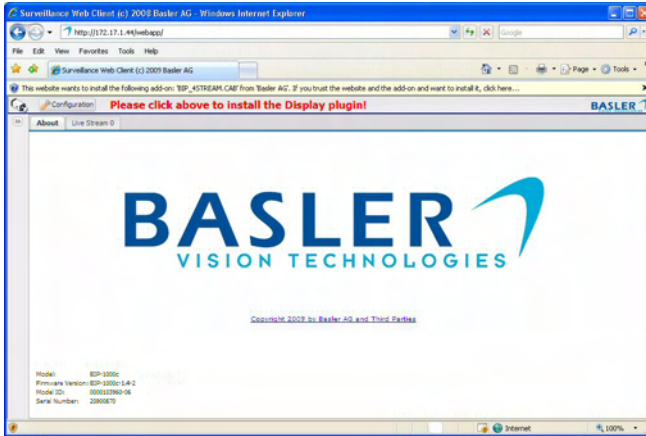 Surveillance Web Client (c) 2008 Basler AG - Windows Internet Explorer
http://172.17.1.44/webapp/
Google
File Edit View Favorites Tools Help
Surveillance Web Client (c) 2009 Basler AG
Page Tools
This website wants to install the following add-on: 'BIP_4STREAM.CAB' from 'Basler AG'. If you trust the website and the add-on and want to install it, click here...
Configuration Please click above to install the Display plugin! BASLER
About Live Stream 0
BASLER
VISION TECHNOLOGIES
Copyright 2009 by Basler AG and Third Parties
Model: BIP-1000c
Firmware Version: BIP-1000c-1.4-2
Model ID: 0000103960-06
Serial Number: 20900870
Internet 100%